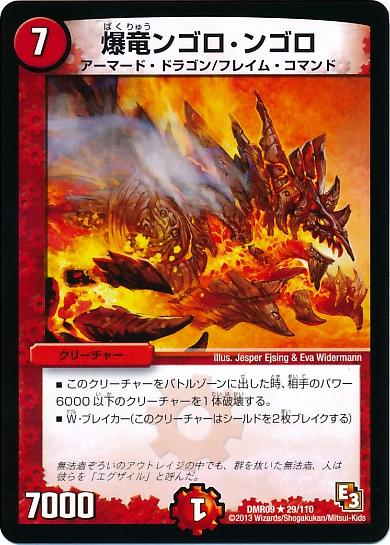 7
ばくりゅう
爆竜ンゴロ・ンゴロ
アーマード・ドラゴン/フレイム・コマンド
クリーチャー
illus. Jesper Ejsing & Eva Widermann
■このクリーチャーをバトルゾーンに出した時、相手のパワー
6000以下のクリーチャーを1体破壊する。
■W・ブレイカー(このクリーチャーはシールドを2枚ブレイクする)
無法者ぞろいのアウトレイジの中でも、群を抜いた無法者、人は
彼らを「エグザイル」と呼んだ。
7000
1
E3
DMR09 ★ 29/110
©2013 Wizards/Shogakukan/Mitsui-Kids